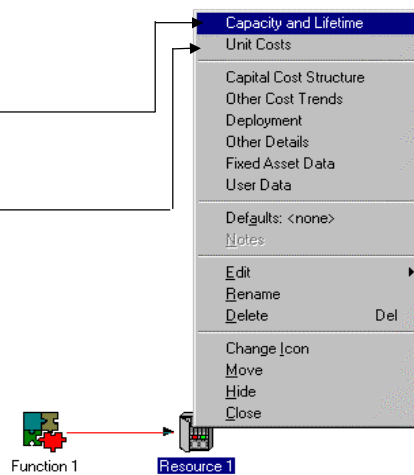 Capacity and Lifetime
Unit Costs
Capital Cost Structure
Other Cost Trends
Deployment
Other Details
Fixed Asset Data
User Data
Defaults: <none>
Notes
Edit
Rename
Delete Del
Change Icon
Move
Hide
Close
Function 1 Resource 1